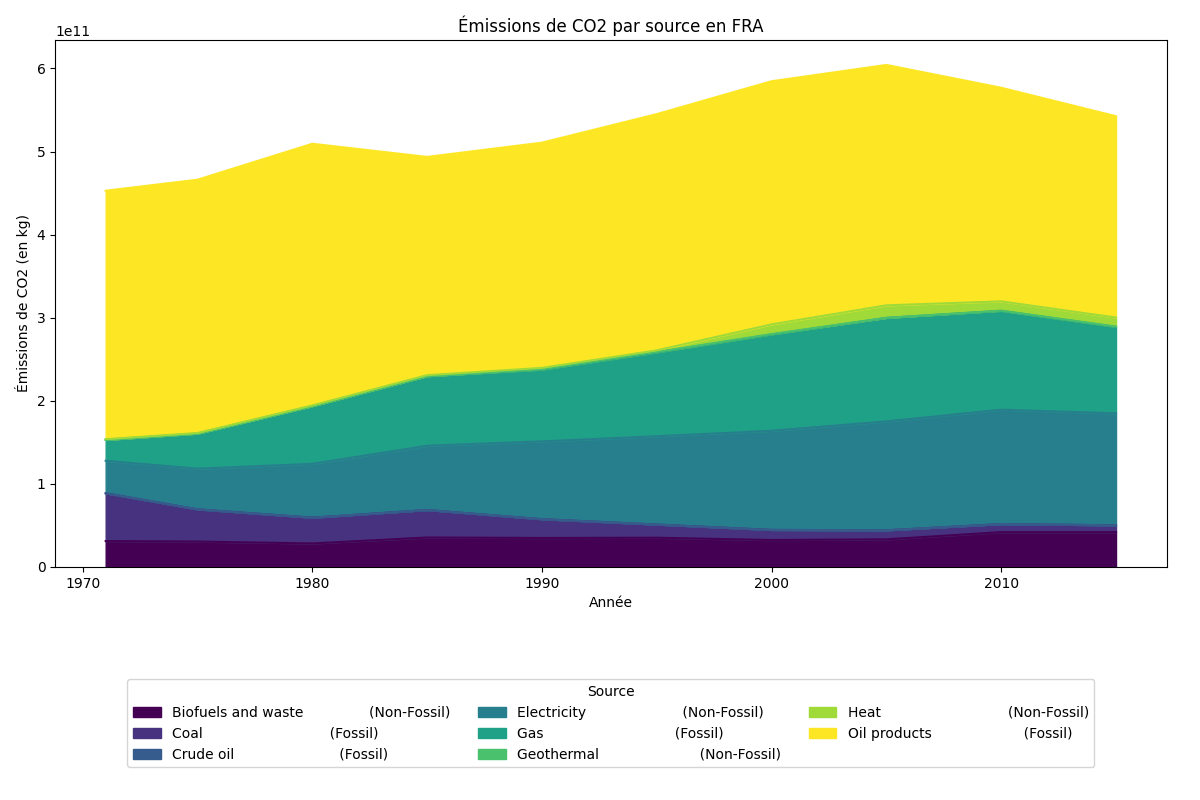 Émissions de CO2 par source en FRA
1e11
6
5
4
3
2
1
0
Émissions de CO2 (en kg)
1970 1980 1990 2000 2010
Année
Source
Biofuels and waste (Non-Fossil)
Coal (Fossil)
Crude oil (Fossil)
Electricity (Non-Fossil)
Gas (Fossil)
Geothermal (Non-Fossil)
Heat (Non-Fossil)
Oil products (Fossil)